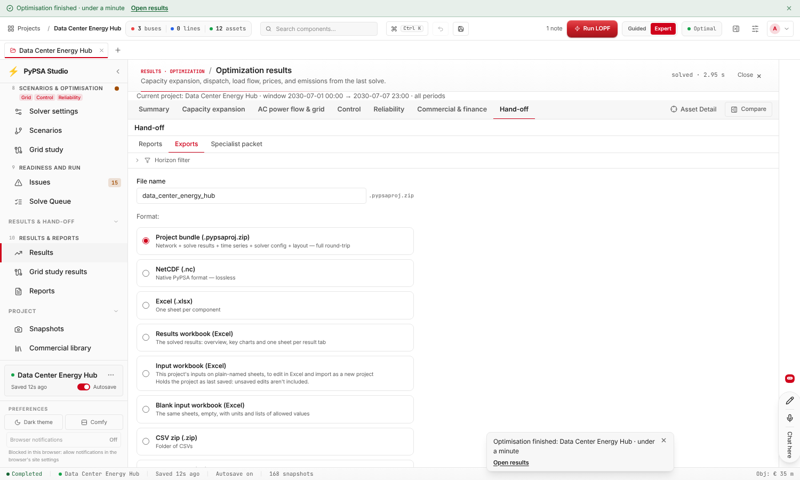 Optimisation finished · under a minute Open results
Projects / Data Center Energy Hub
3 buses 0 lines 12 assets
Search components...
Ctrl K
1 note
Run LOPF
Guided Expert
Optimal
A
Data Center Energy Hub
PyPSA Studio
9 SCENARIOS & OPTIMISATION
Grid Control Reliability
Solver settings
Scenarios
Grid study
9 READINESS AND RUN
Issues 15
Solve Queue
RESULTS & HAND-OFF
10 RESULTS & REPORTS
Results
Grid study results
Reports
PROJECT
Snapshots
Commercial library
Data Center Energy Hub
Saved 12s ago Autosave
PREFERENCES
Dark theme Comfy
Browser notifications Off
Blocked in this browser; allow notifications in the browser's site settings
RESULTS · OPTIMIZATION / Optimization results
Capacity expansion, dispatch, load flow, prices, and emissions from the last solve.
solved · 2.95 s Close
Current project: Data Center Energy Hub · window 2030-07-01 00:00 → 2030-07-07 23:00 · all periods
Summary Capacity expansion AC power flow & grid Control Reliability Commercial & finance Hand-off
Asset Detail Compare
Hand-off
Reports Exports Specialist packet
Horizon filter
File name
data_center_energy_hub .pypsaproj.zip
Format:
Project bundle (.pypsaproj.zip)
Network + solve results + time series + solver config + layout — full round-trip
NetCDF (.nc)
Native PyPSA format — lossless
Excel (.xlsx)
One sheet per component
Results workbook (Excel)
The solved results: overview, key charts and one sheet per result tab
Input workbook (Excel)
This project's inputs on plain-named sheets, to edit in Excel and import as a new project
Holds the project as last saved: unsaved edits aren't included.
Blank input workbook (Excel)
The same sheets, empty, with units and lists of allowed values
CSV zip (.zip)
Folder of CSVs
Optimisation finished: Data Center Energy Hub · under a minute
Open results
Chat here
Completed Data Center Energy Hub Saved 12s ago Autosave on 168 snapshots
Obj: € 35 m